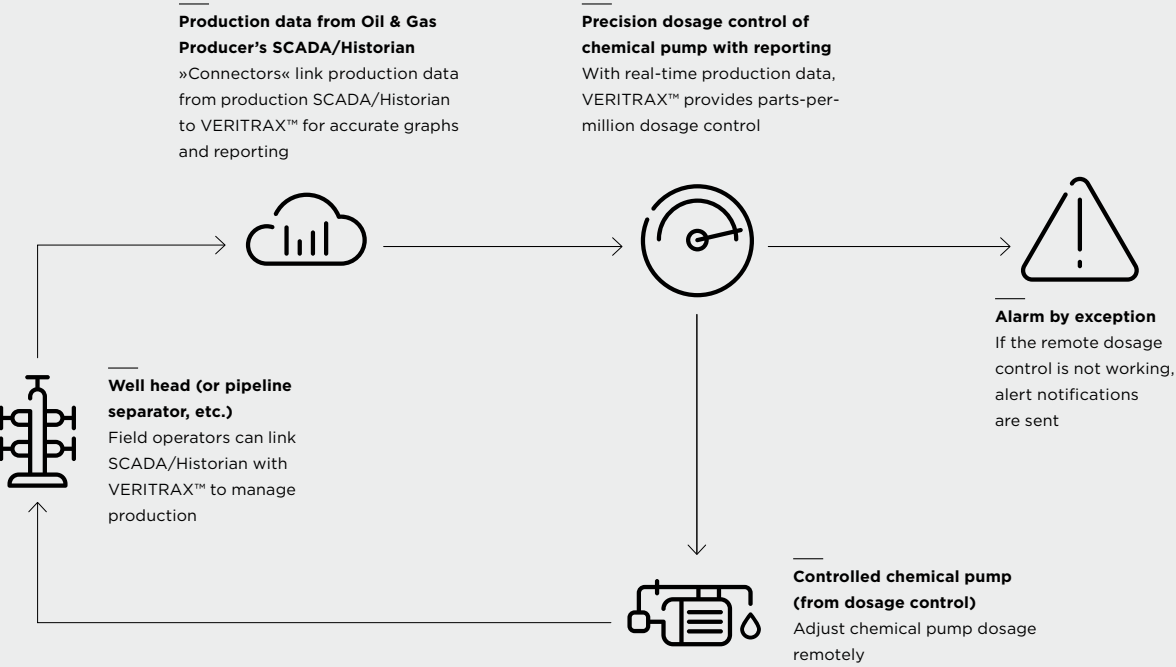 Production data from Oil & Gas
Producer’s SCADA/Historian
»Connectors« link production data
from production SCADA/Historian
to VERITRAX™ for accurate graphs
and reporting
Precision dosage control of
chemical pump with reporting
With real-time production data,
VERITRAX™ provides parts-per-
million dosage control
Alarm by exception
If the remote dosage
control is not working,
alert notifications
are sent
Well head (or pipeline
separator, etc.)
Field operators can link
SCADA/Historian with
VERITRAX™ to manage
production
Controlled chemical pump
(from dosage control)
Adjust chemical pump dosage
remotely